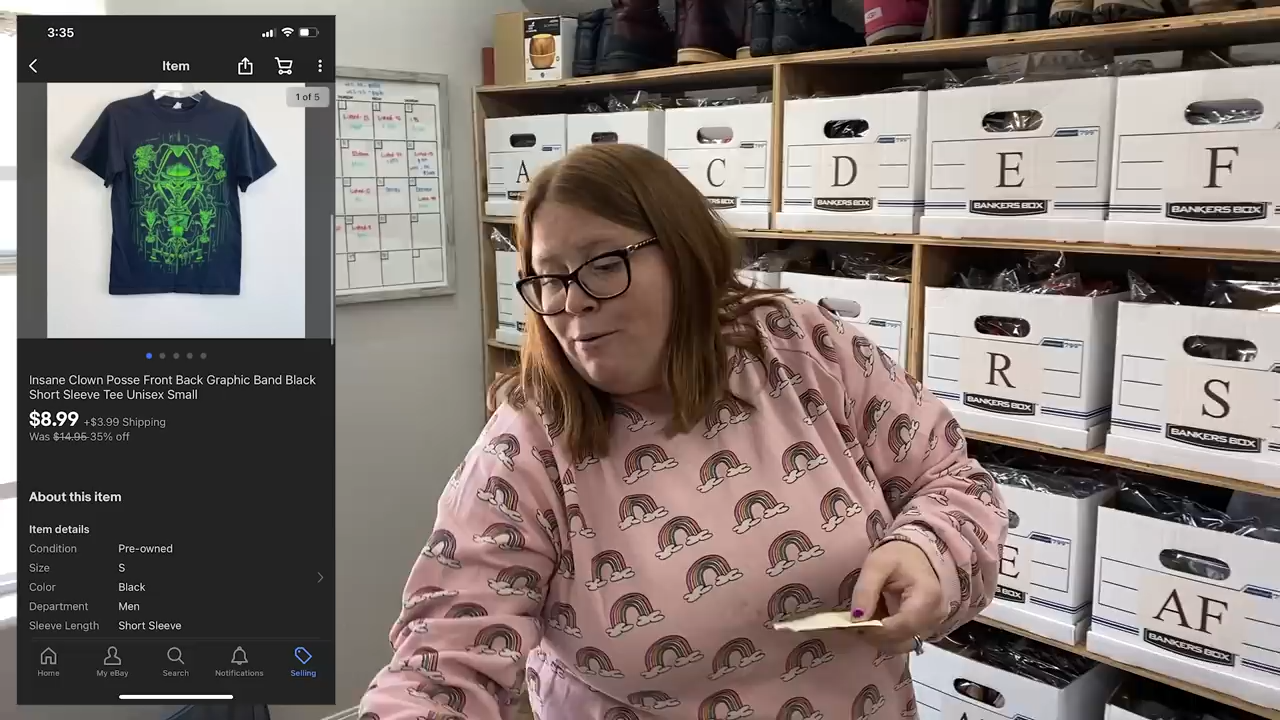 3:35
Item
1 of 5
Insane Clown Posse Front Back Graphic Band Black
Short Sleeve Tee Unisex Small
$8.99 +$3.99 Shipping
Was $14.95 35% off
About this item
Item details
Condition Pre-owned
Size S
Color Black
Department Men
Sleeve Length Short Sleeve
Home
My eBay
Search
Notifications
Selling
A
C
D
E
F
BANKERS BOX
BANKERS BOX
BANKERS BOX
R
S
BANKERS BOX
BANKERS BOX
E
AF
BANKERS BOX